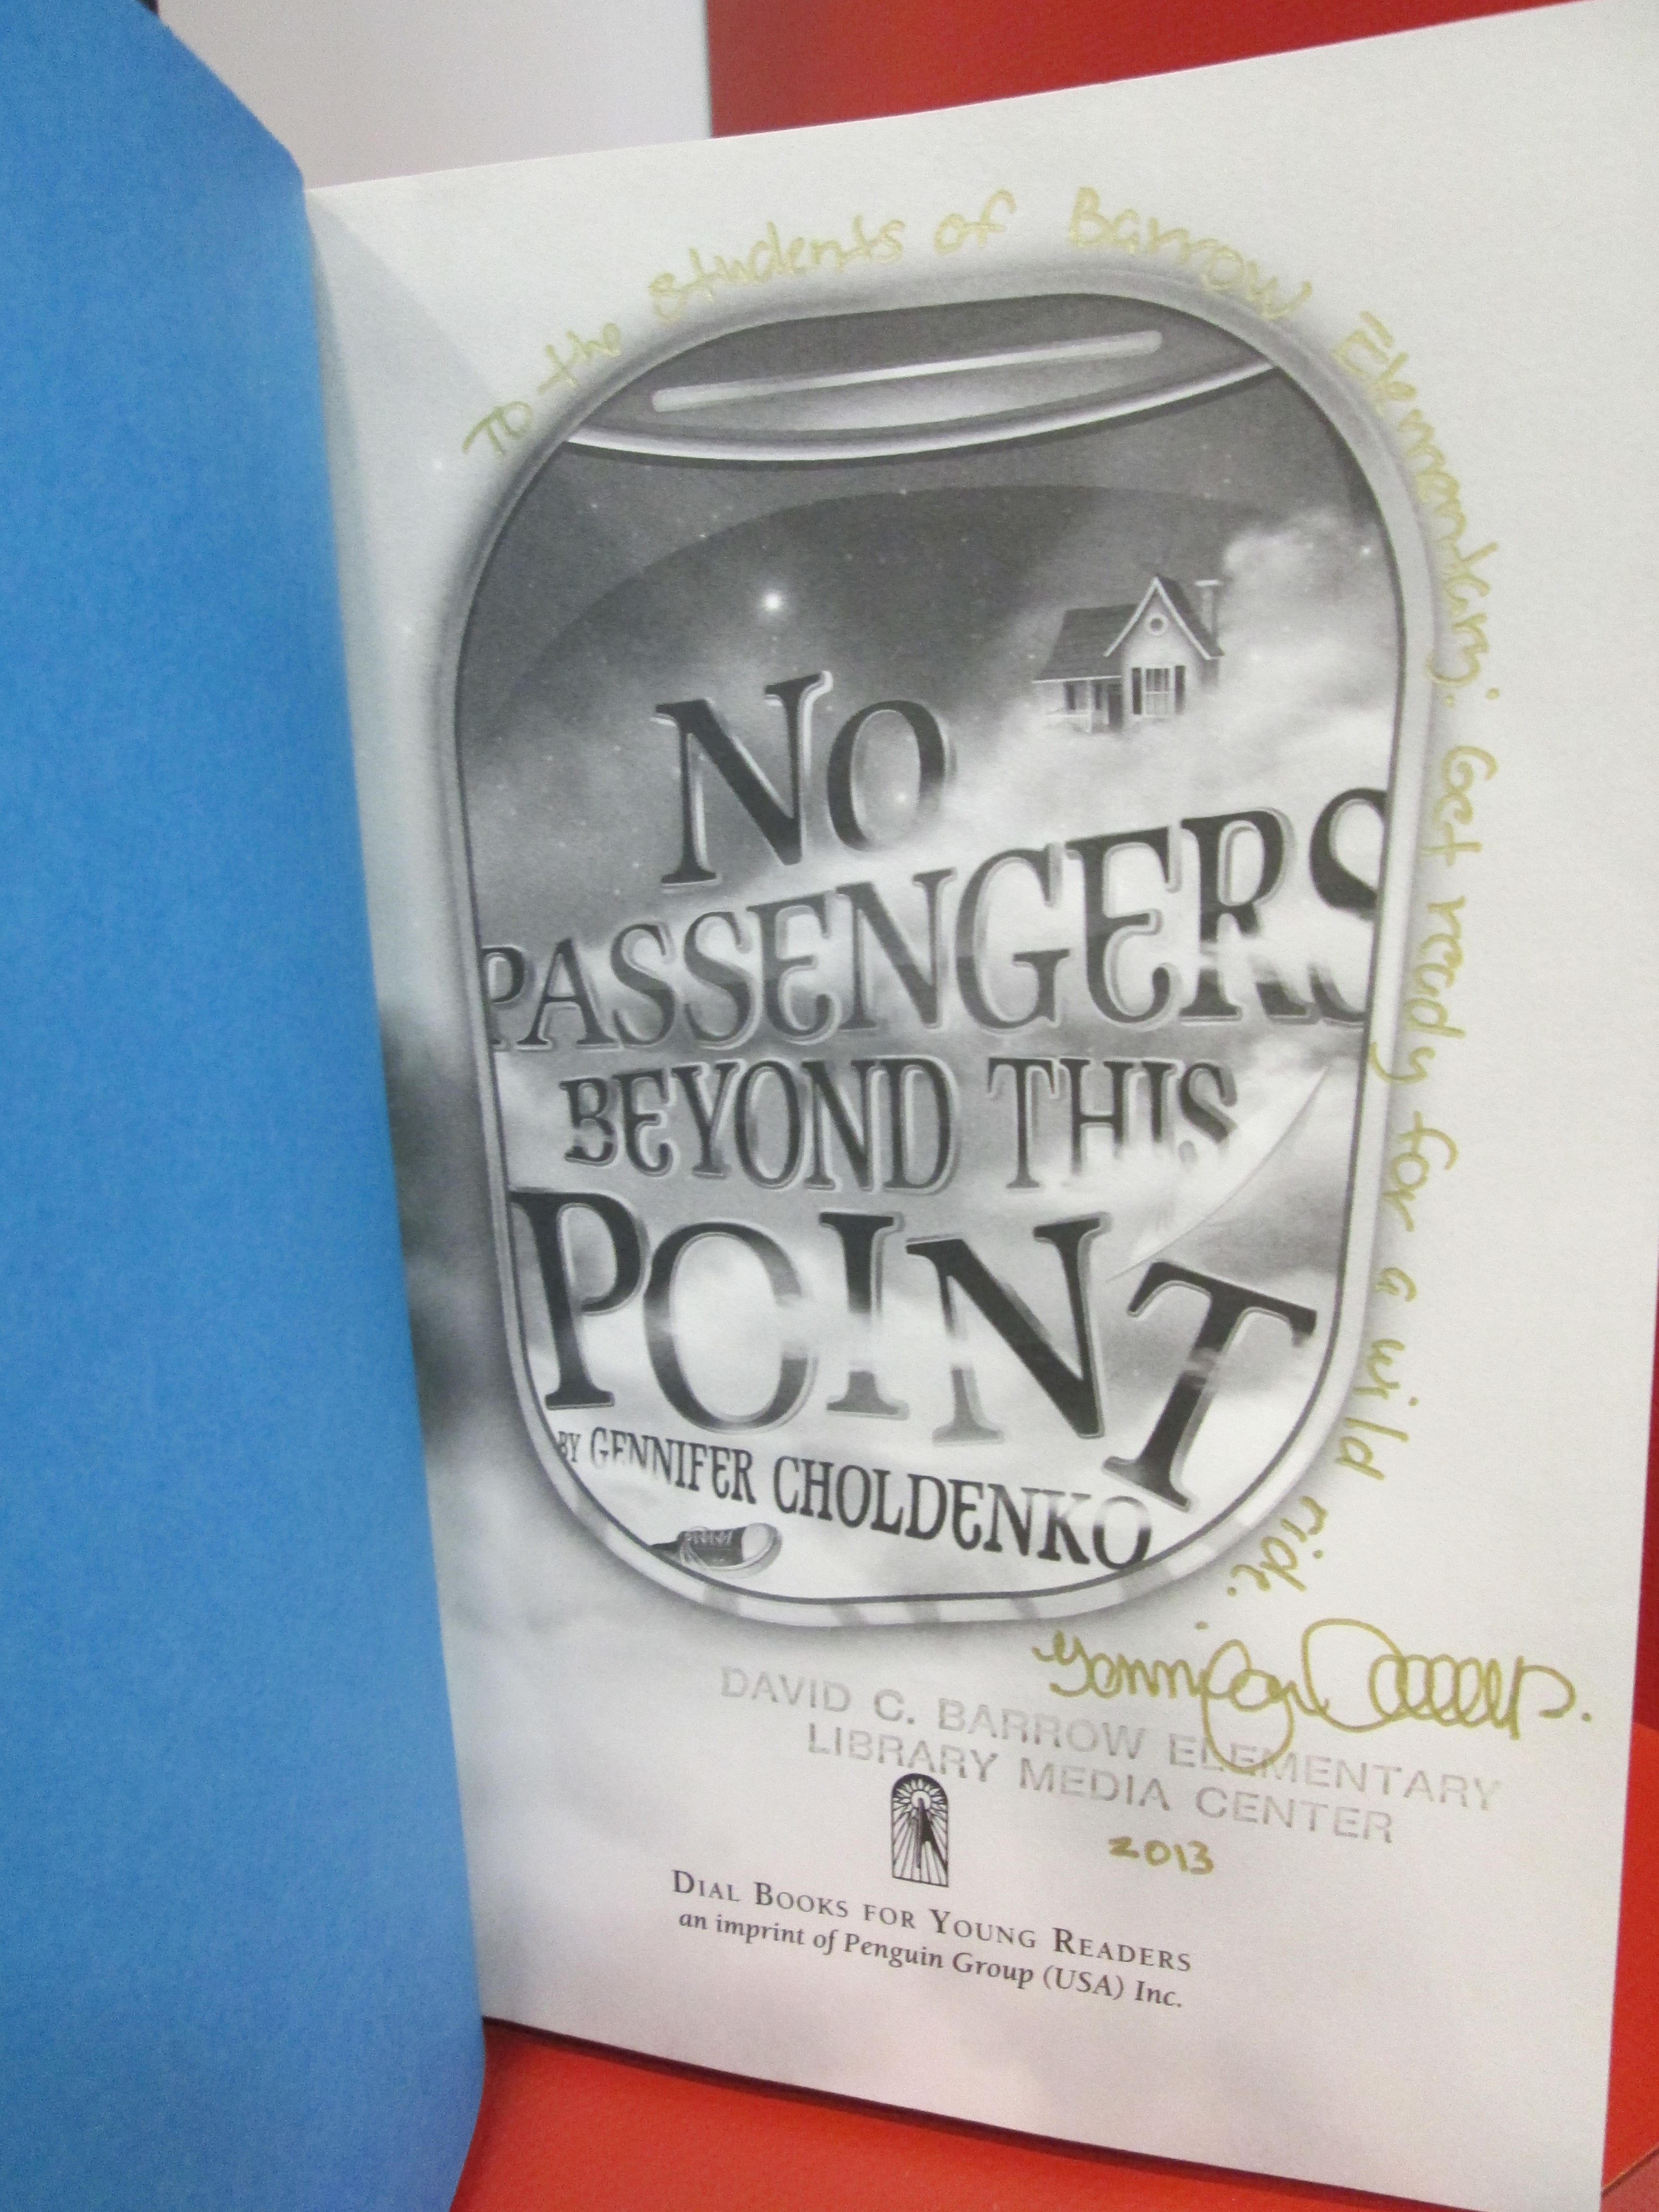 To the students of Barrow Elementary. Get ready for a wild ride.
NO
PASSENGERS
BEYOND THIS
POINT
BY GENNIFER CHOLDENKO
Gennifer Choldenko
DAVID C. BARROW ELEMENTARY
LIBRARY MEDIA CENTER
2013
DIAL BOOKS FOR YOUNG READERS
an imprint of Penguin Group (USA) Inc.